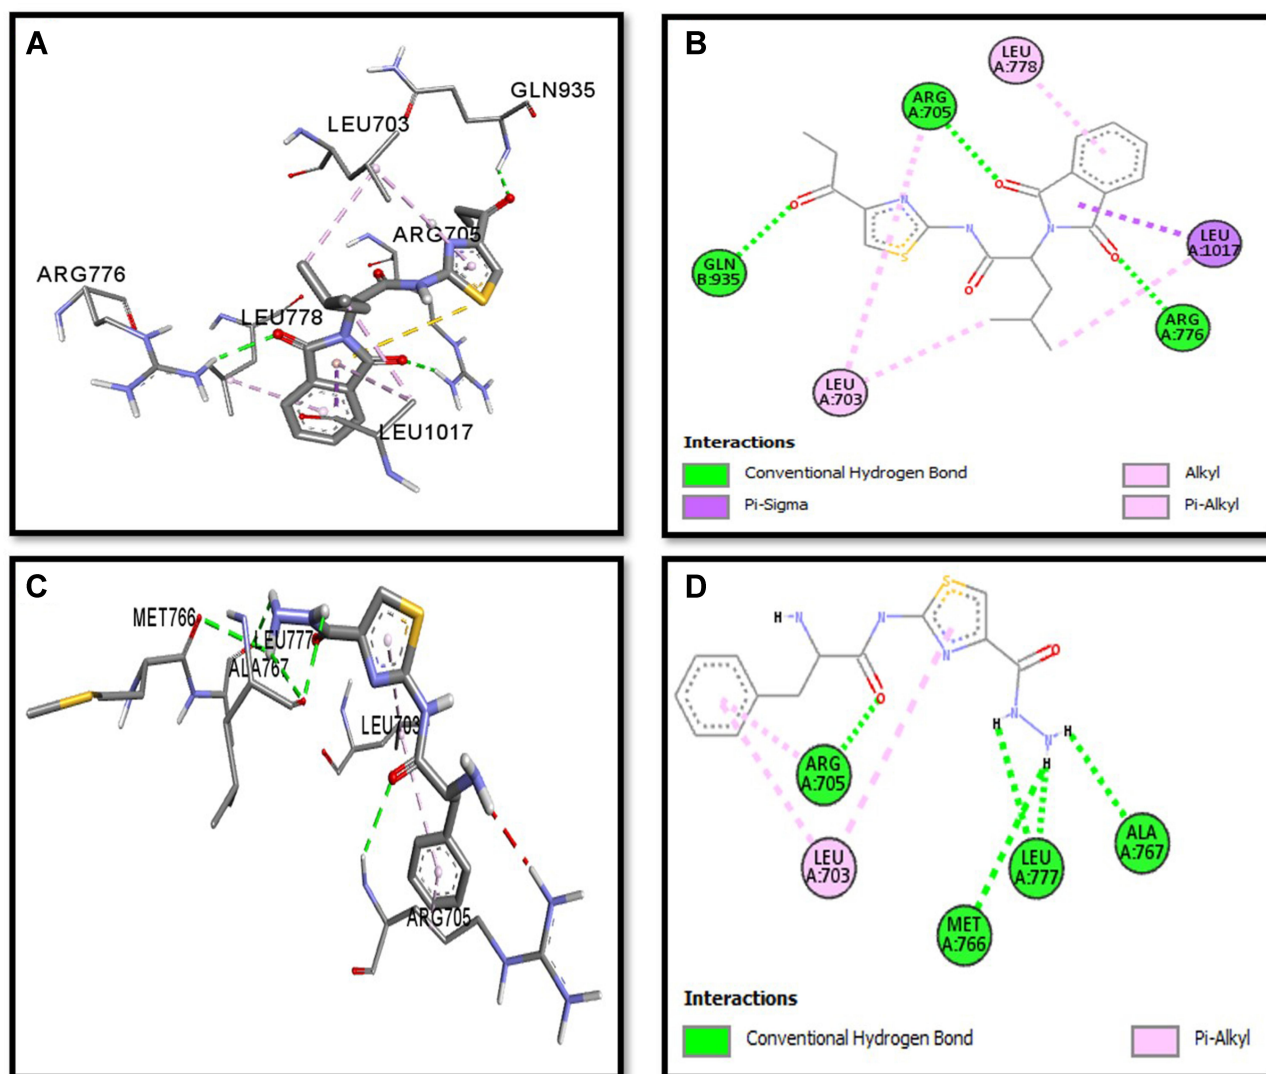 A
GLN935
LEU703
ARG705
ARG776
LEU778
LEU1017
B
LEU
A:778
ARG
A:705
N
O
O
N
S
N
N
O
O
LEU
A:1017
GLN
B:935
ARG
A:776
LEU
A:703
Interactions
Conventional Hydrogen Bond
Alkyl
Pi-Sigma
Pi-Alkyl
C
MET766
LEU777
ALA767
LEU703
ARG705
D
S
H-N
N
N
O
O
N
H
H
N
H
ARG
A:705
ALA
A:767
LEU
A:703
LEU
A:777
MET
A:766
Interactions
Conventional Hydrogen Bond
Pi-Alkyl